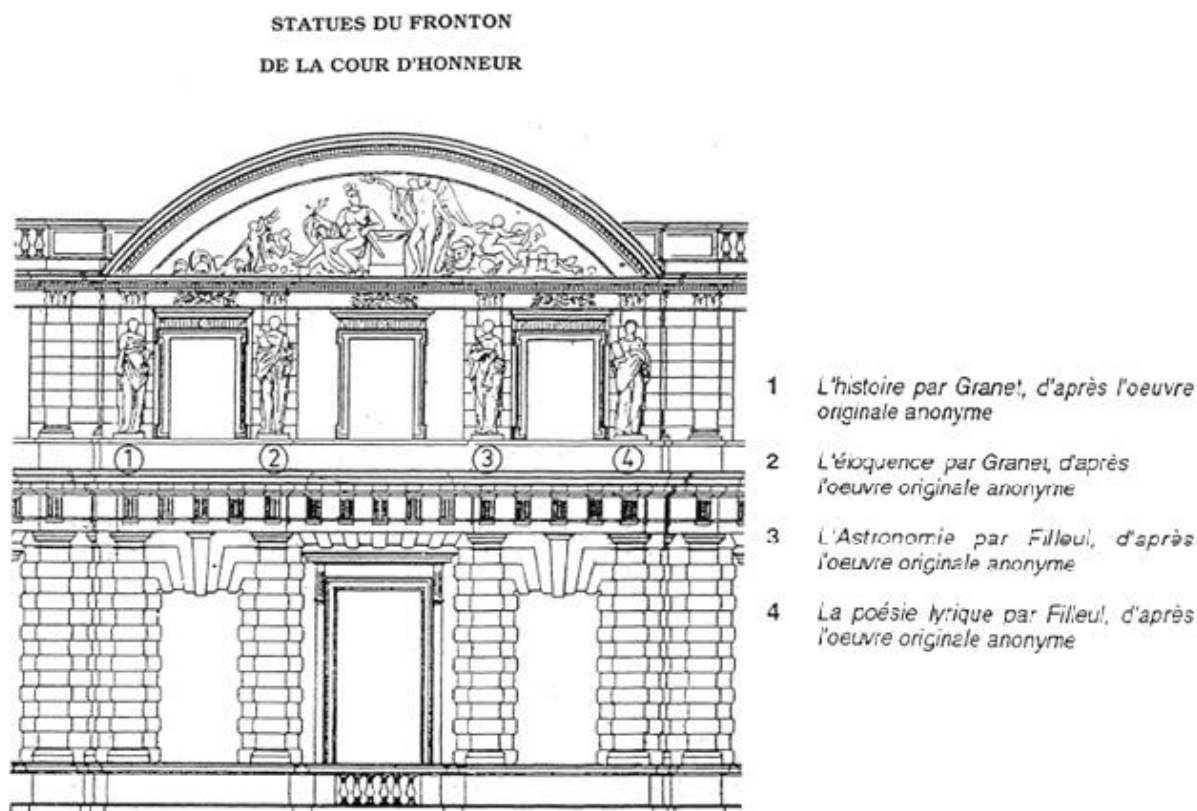 STATUES DU FRONTON
DE LA COUR D'HONNEUR
1 2 3 4
1 L'histoire par Granet, d'après l'oeuvre
originale anonyme
2 L'éloquence par Granet, d'après
l'oeuvre originale anonyme
3 L'Astronomie par Filleul, d'après
l'oeuvre originale anonyme
4 La poésie lyrique par Filleul, d'après
l'oeuvre originale anonyme